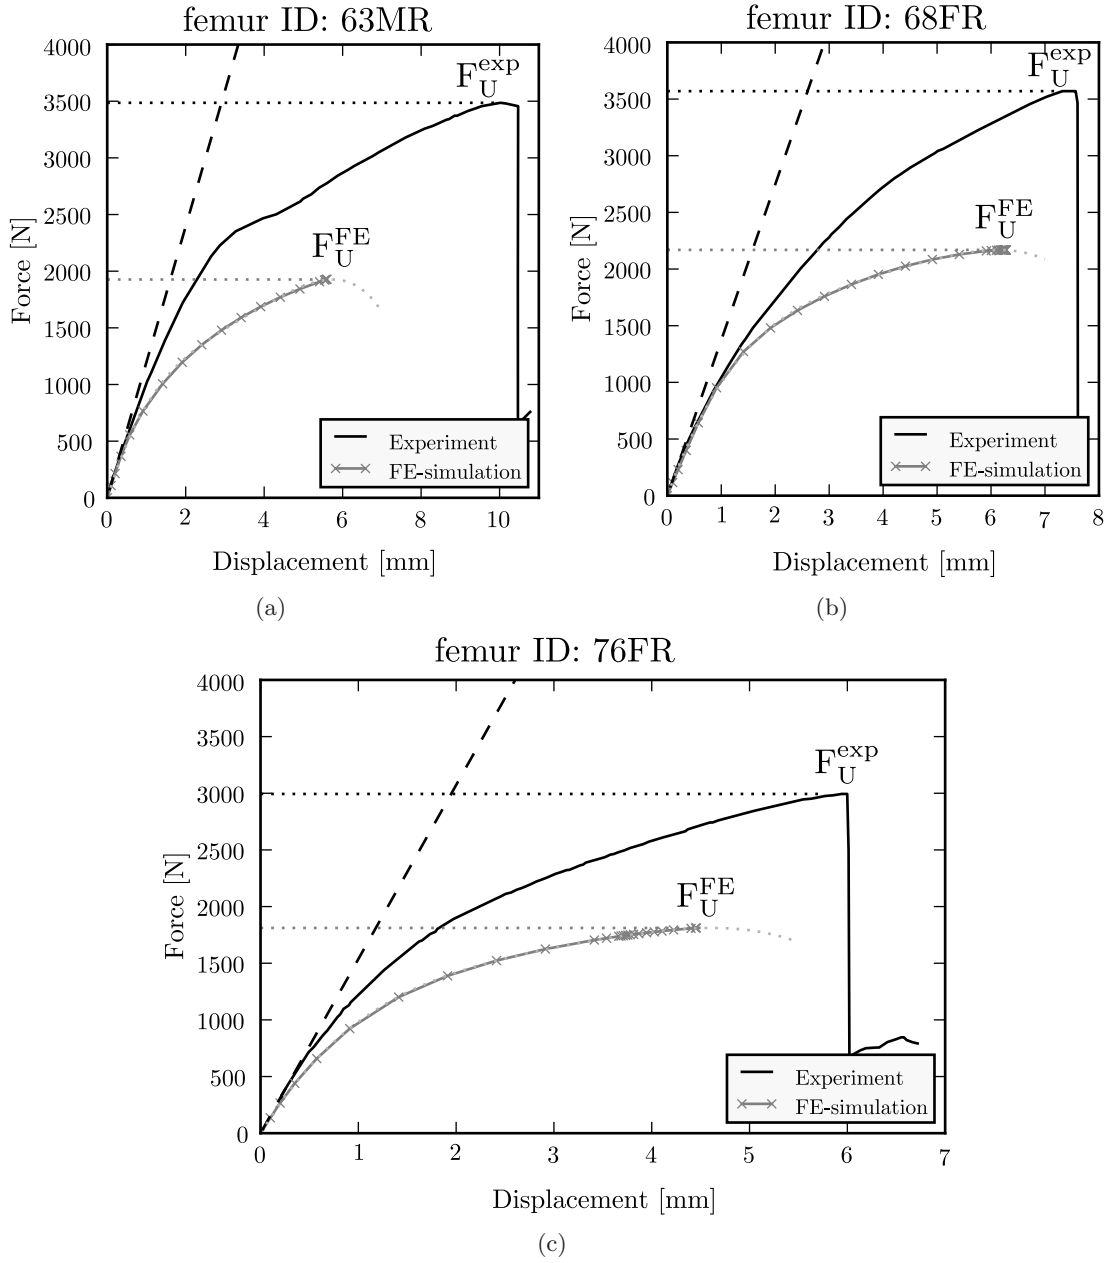 femur ID: 63MR
4000
3500
3000
2500
2000
1500
1000
500
0
Force [N]
F_U^exp
F_U^FE
Experiment
FE-simulation
0 2 4 6 8 10
Displacement [mm]
(a)
femur ID: 68FR
4000
3500
3000
2500
2000
1500
1000
500
0
Force [N]
F_U^exp
F_U^FE
Experiment
FE-simulation
0 1 2 3 4 5 6 7 8
Displacement [mm]
(b)
femur ID: 76FR
4000
3500
3000
2500
2000
1500
1000
500
0
Force [N]
F_U^exp
F_U^FE
Experiment
FE-simulation
0 1 2 3 4 5 6 7
Displacement [mm]
(c)